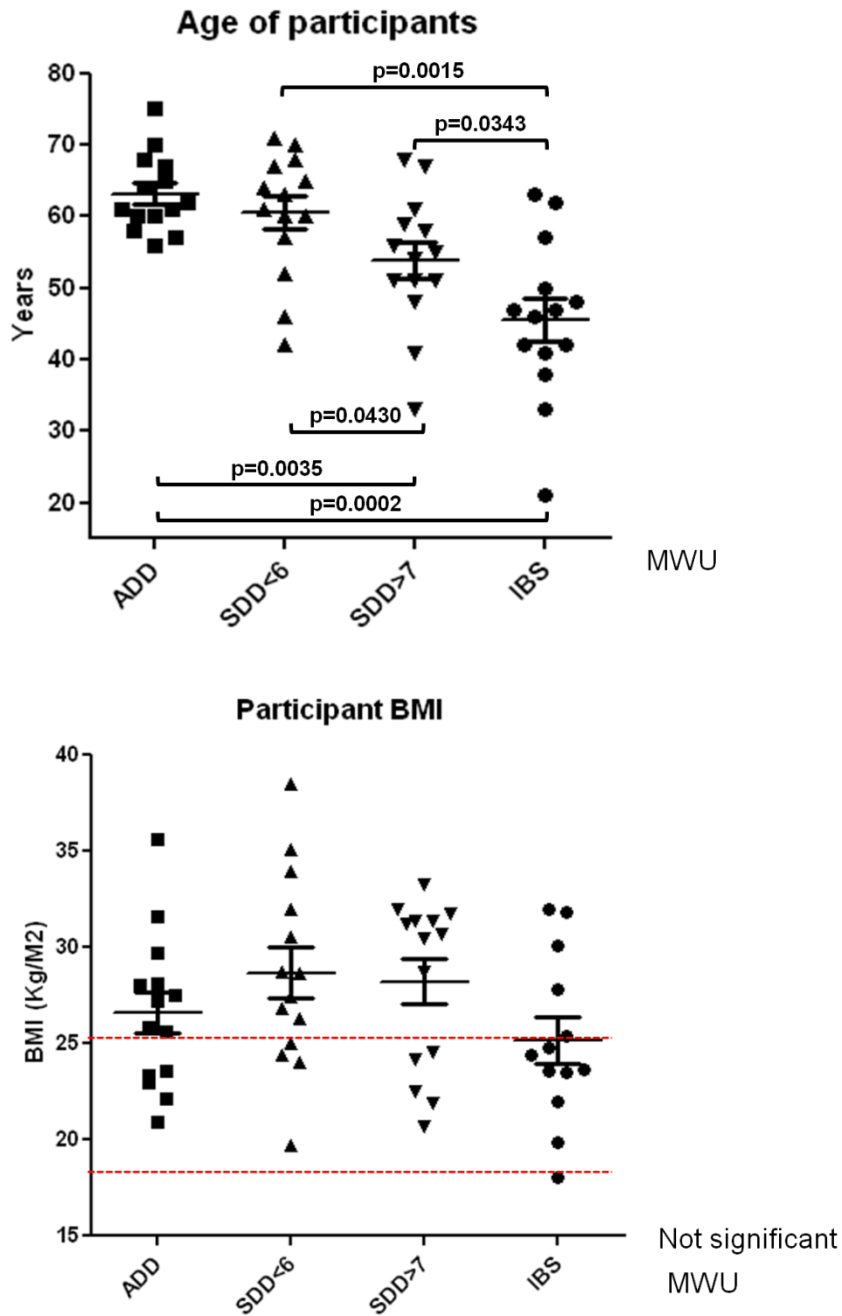 Age of participants
80
p=0.0015
p=0.0343
70
60
50
Years
40
30
p=0.0430
p=0.0035
20
p=0.0002
ADD
SDD<6
SDD>7
IBS
MWU
Participant BMI
40
35
30
BMI (Kg/M2)
25
20
15
ADD
SDD<6
SDD>7
IBS
Not significant
MWU